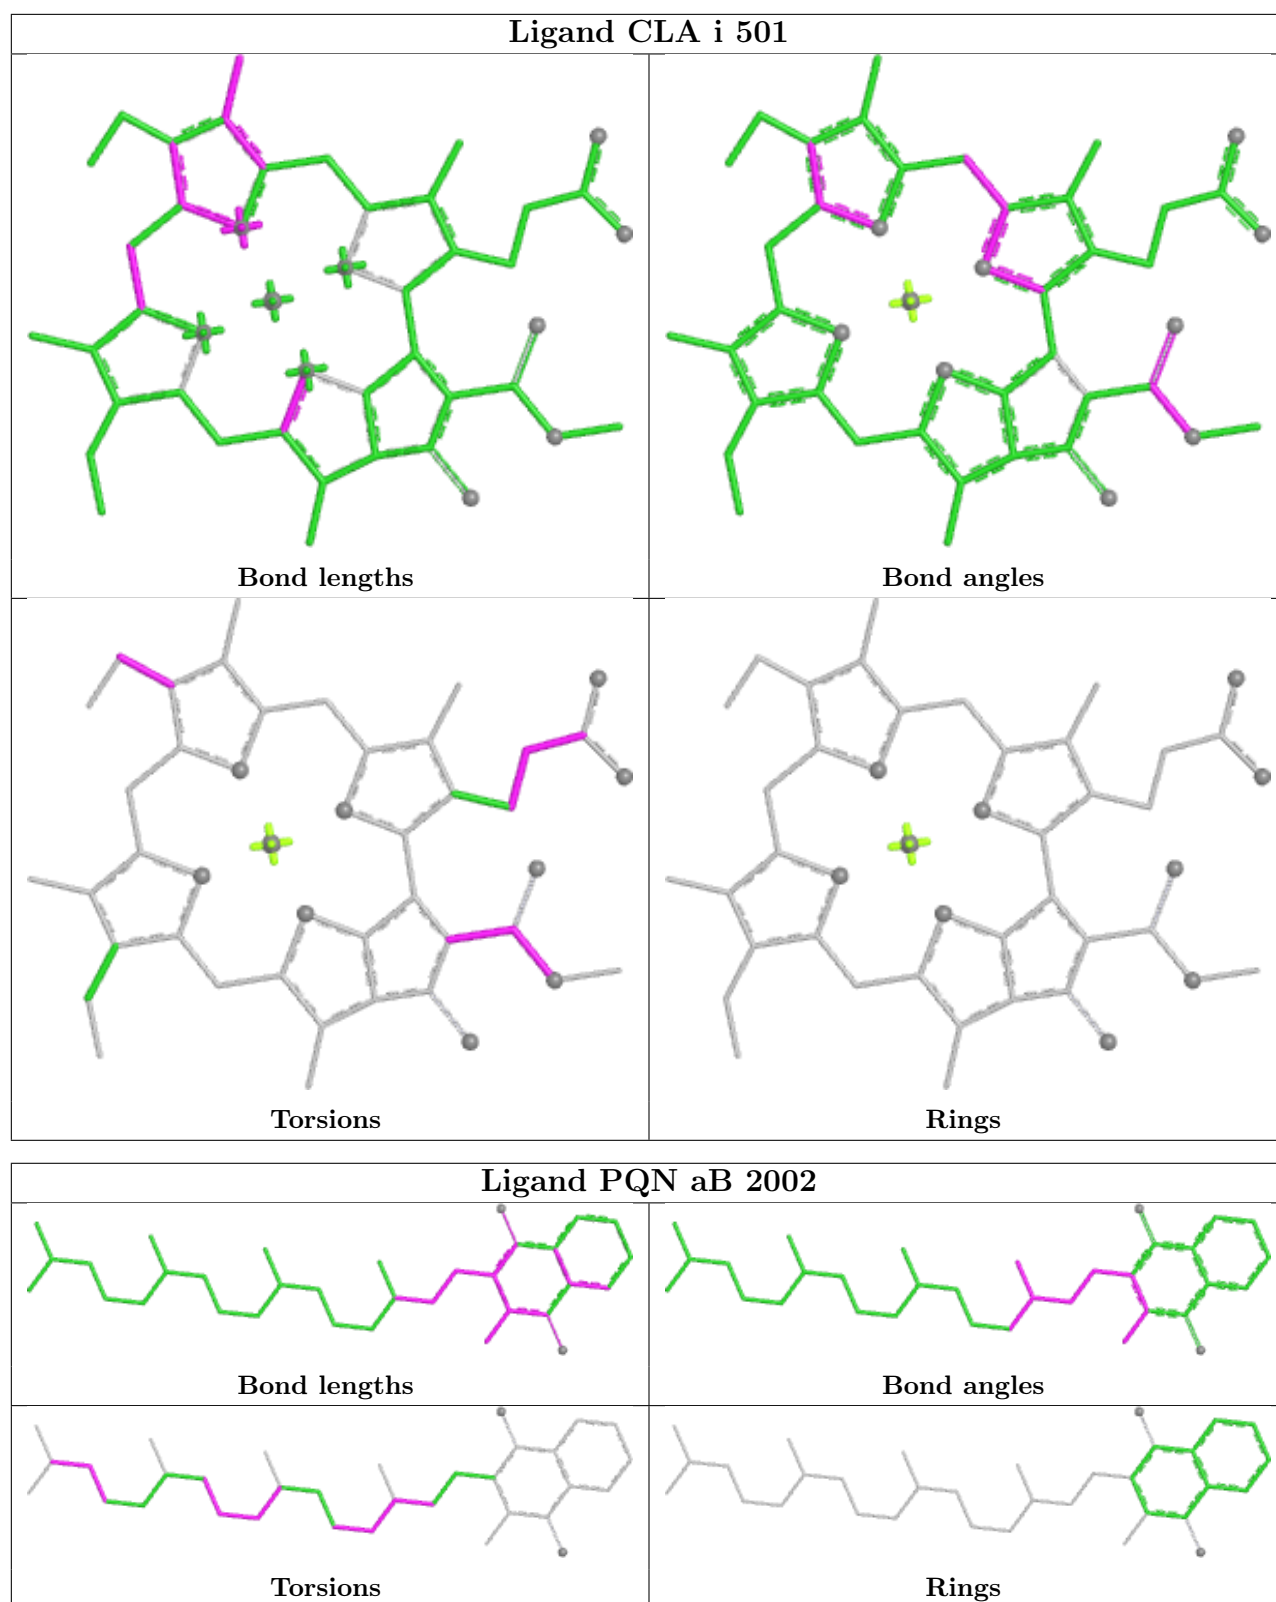 Ligand CLA i 501
Bond lengths
Bond angles
Torsions
Rings
Ligand PQN aB 2002
Bond lengths
Bond angles
Torsions
Rings